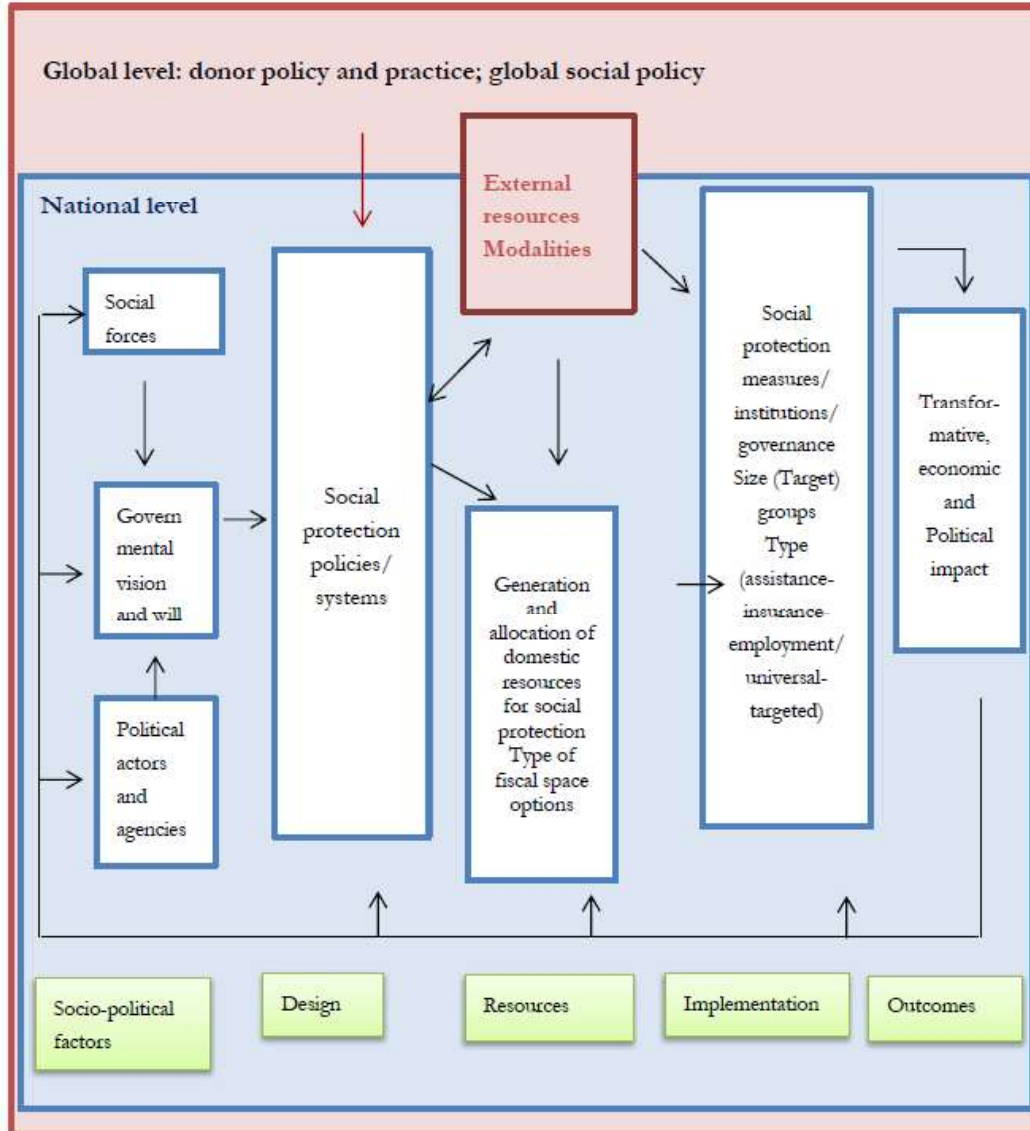 Global level: donor policy and practice; global social policy
External
resources
Modalities
National level
Social
forces
Govern
mental
vision
and will
Political
actors
and
agencies
Social
protection
policies/
systems
Generation
and
allocation of
domestic
resources
for social
protection
Type of
fiscal space
options
Social
protection
measures/
institutions/
governance
Size (Target)
groups
Type
(assistance-
insurance-
employment/
universal-
targeted)
Transfor-
mative,
economic
and
Political
impact
Socio-political
factors
Design
Resources
Implementation
Outcomes